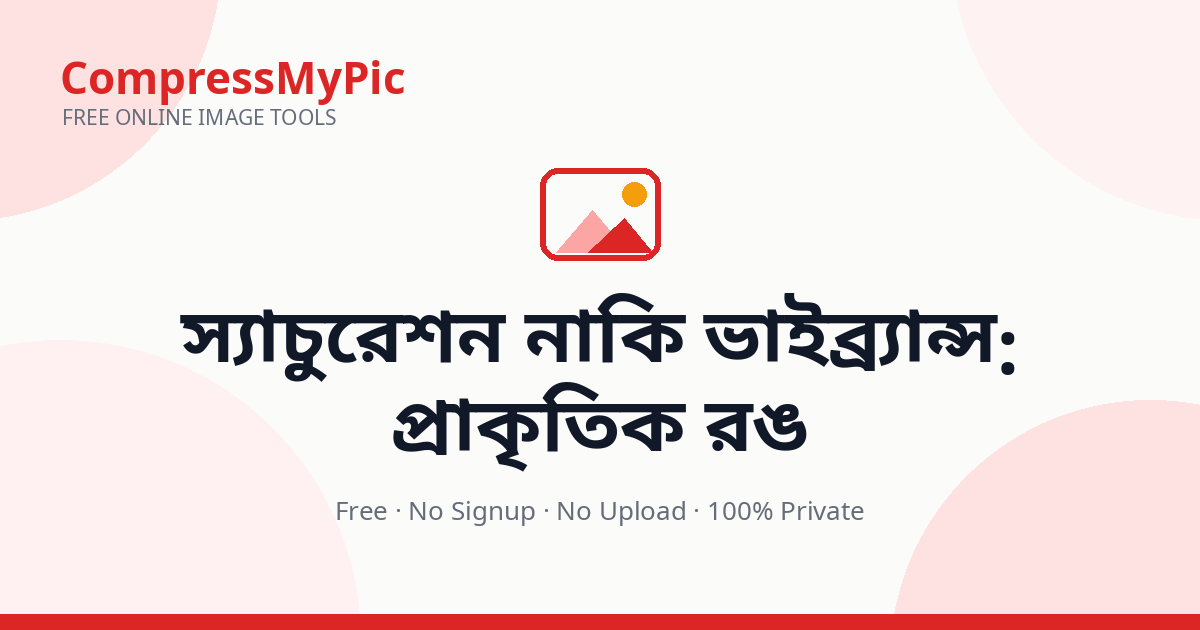 CompressMyPic
FREE ONLINE IMAGE TOOLS
স্যাচুরেশন নাকি ভাইব্র্যান্স:
প্রাকৃতিক রঙ
Free · No Signup · No Upload · 100% Private